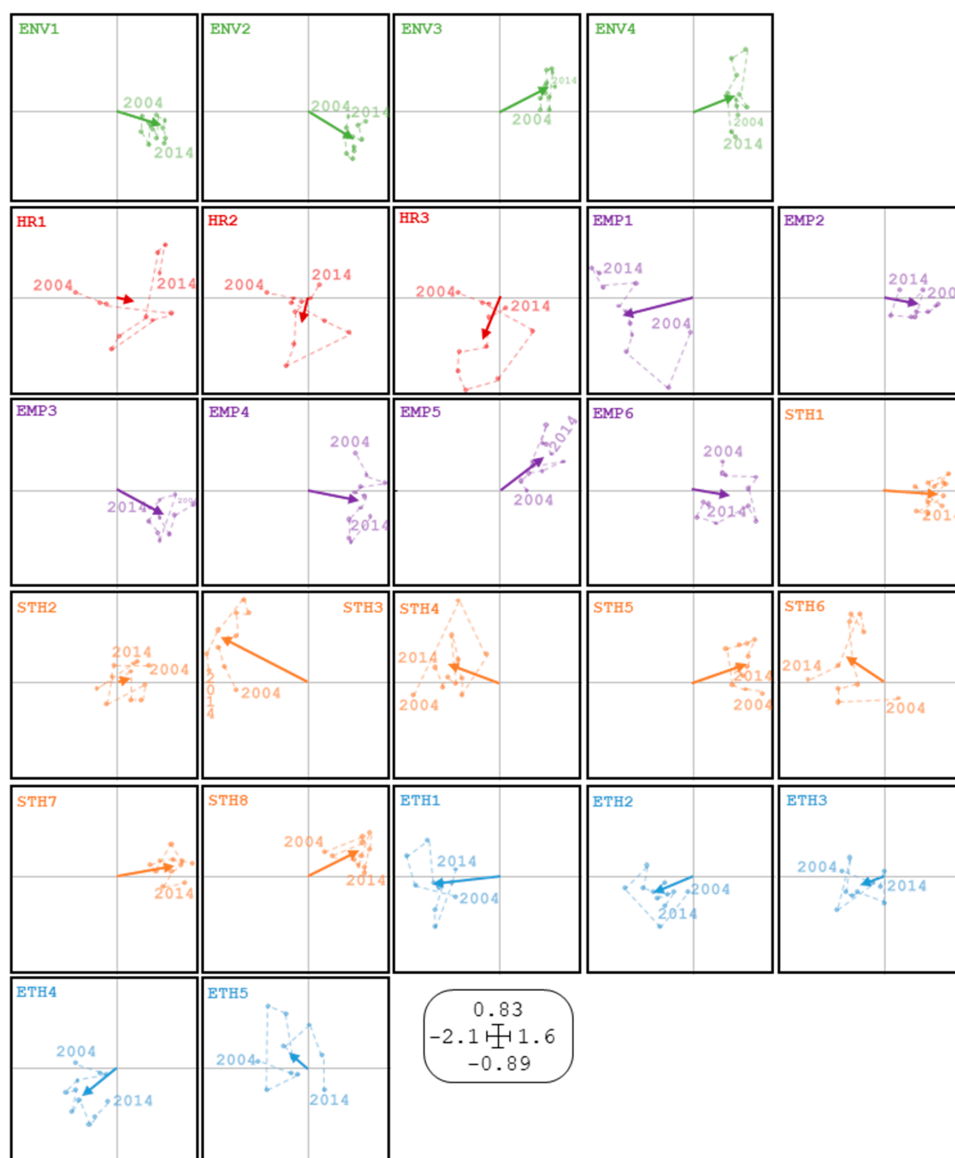 ENV1 ENV2 ENV3 ENV4
2004 2004 2014 2014
2004 2004
2014 2014
HR1 HR2 HR3 EMP1 EMP2
2004 2014 2004 2014 2004 2014 2014 2004 2014
EMP3 EMP4 EMP5 EMP6 STH1
2014 2004 2014 2014 2004 2004 2014
STH2 STH3 STH4 STH5 STH6
2014 2004 2004 2014 2014 2004 2014 2004 2014 2004
STH7 STH8 ETH1 ETH2 ETH3
2014 2004 2014 2014 2004 2004 2014 2004 2014
ETH4 ETH5
2004 2014 2004 2014
0.83
-2.1 1.6
-0.89